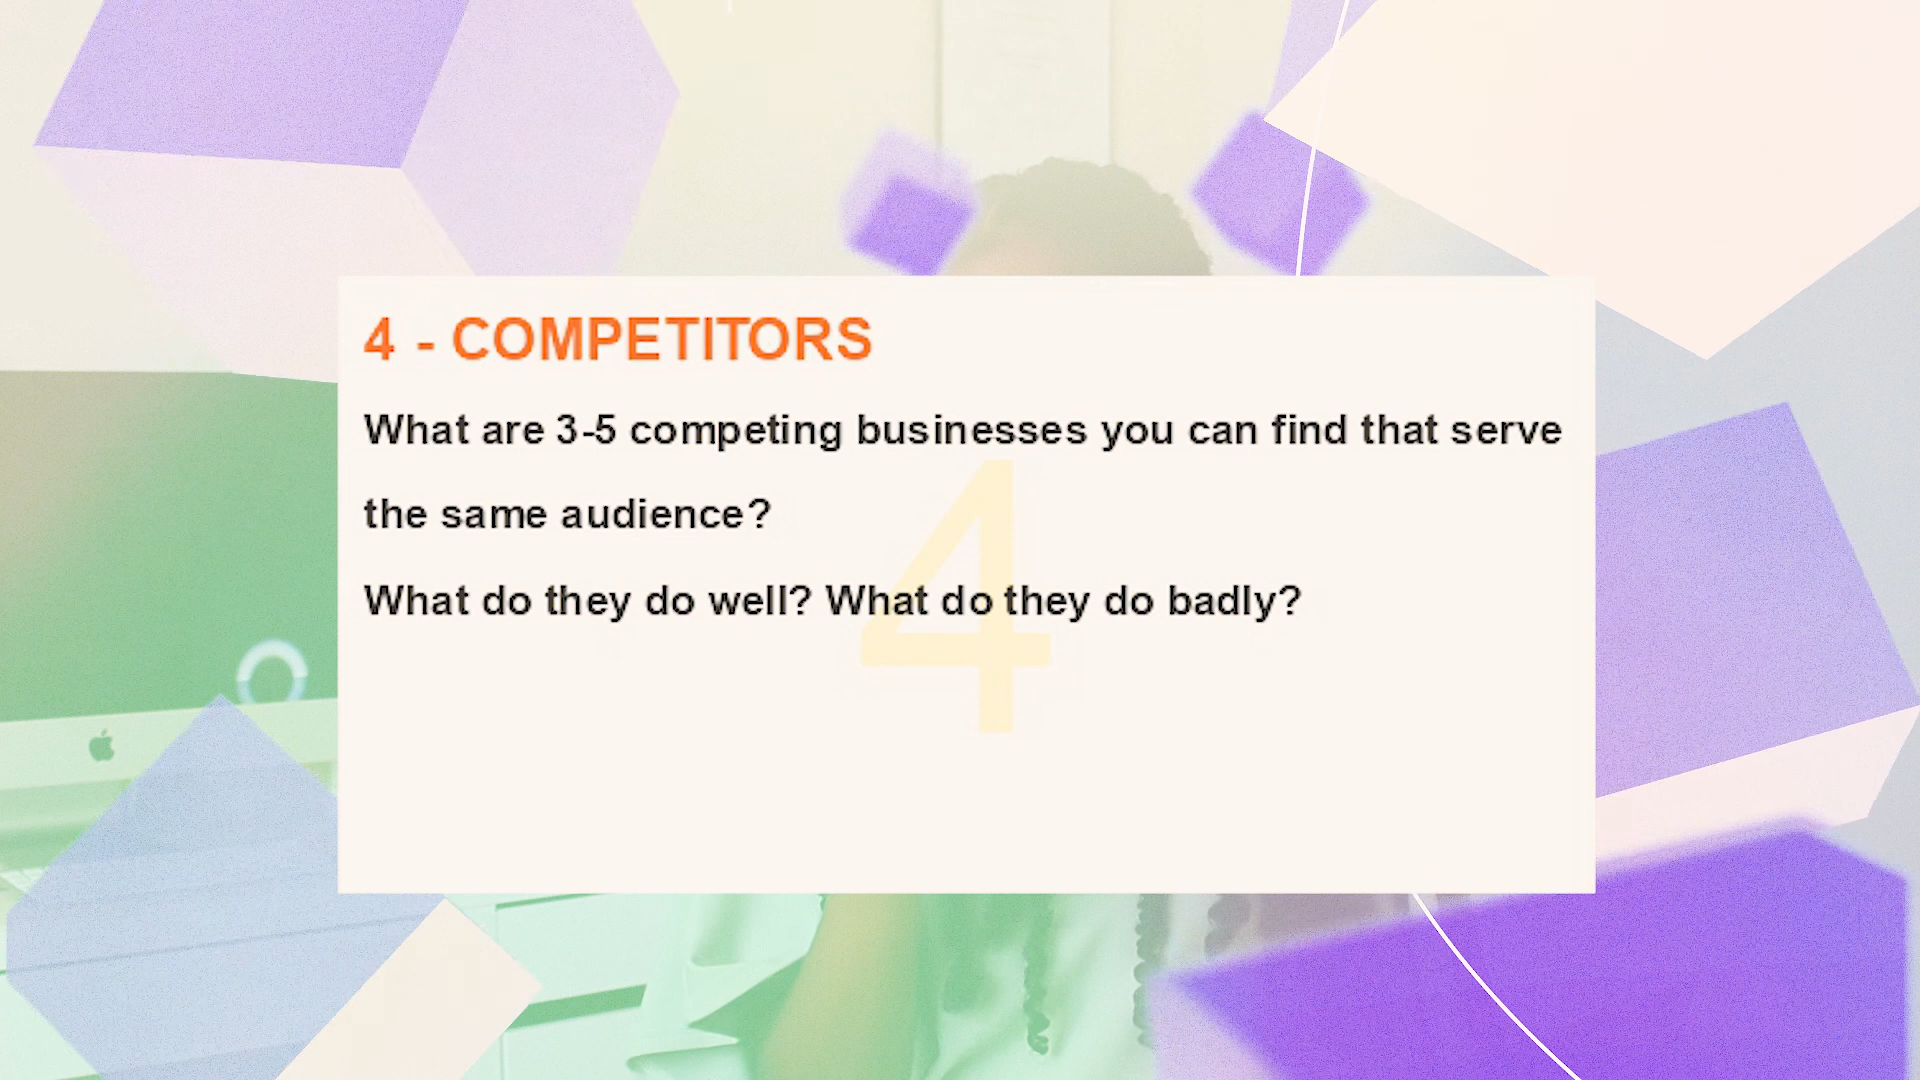 4 - COMPETITORS
What are 3-5 competing businesses you can find that serve
the same audience?
What do they do well? What do they do badly?
4